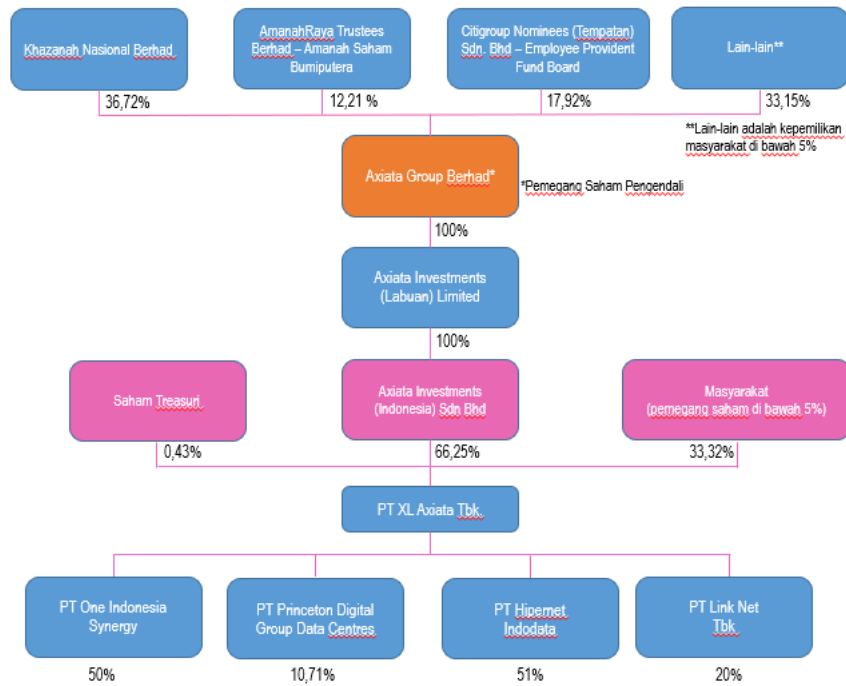 Khazanah Nasional Berhad
AmanahRaya Trustees
Berhad – Amanah Saham
Bumiputera
Citigroup Nominees (Tempatan)
Sdn. Bhd – Employee Provident
Fund Board
Lain-lain**
36,72%
12,21 %
17,92%
33,15%
**Lain-lain adalah kepemilikan
masyarakat di bawah 5%
Axiata Group Berhad*
*Pemegang Saham Pengendali
100%
Axiata Investments
(Labuan) Limited
100%
Saham Treasuri
Axiata Investments
(Indonesia) Sdn Bhd
Masyarakat
(pemegang saham di bawah 5%)
0,43%
66,25%
33,32%
PT XL Axiata Tbk.
PT One Indonesia
Synergy
PT Princeton Digital
Group Data Centres
PT Hipernet
Indodata
PT Link Net
Tbk
50%
10,71%
51%
20%